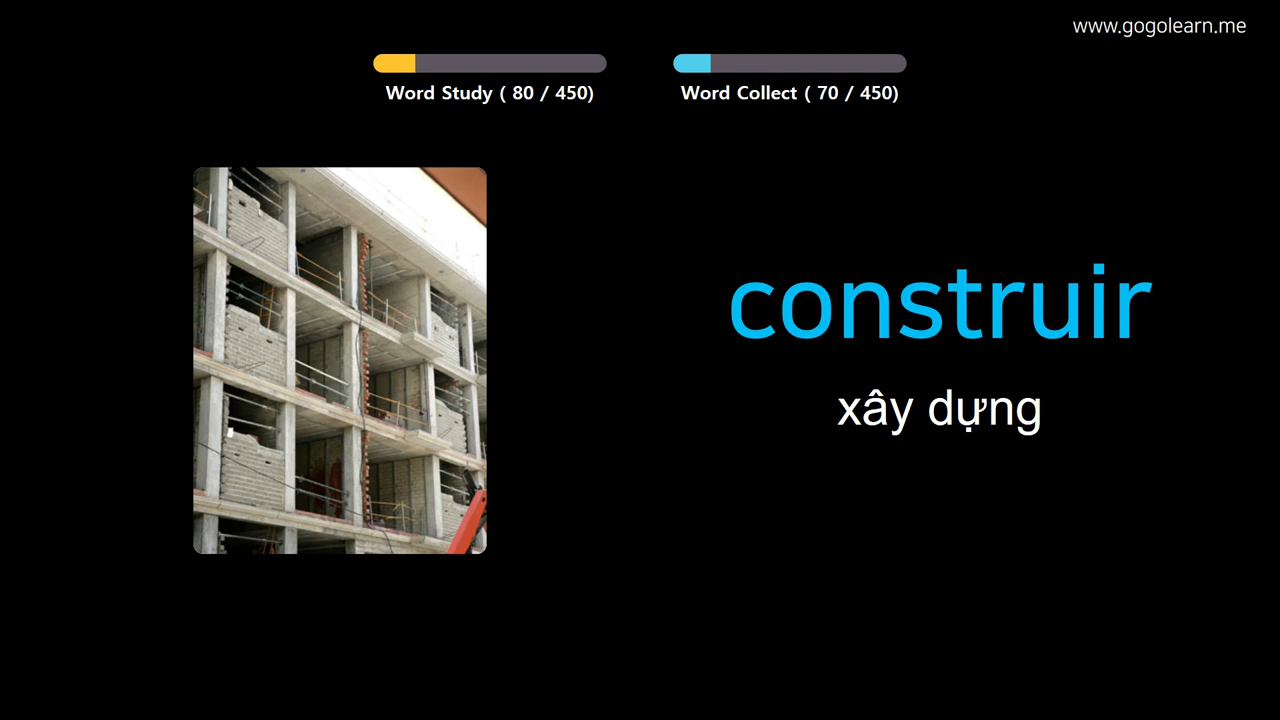 www.gogolearn.me
Word Study ( 80 / 450)
Word Collect ( 70 / 450)
construir
xây dựng